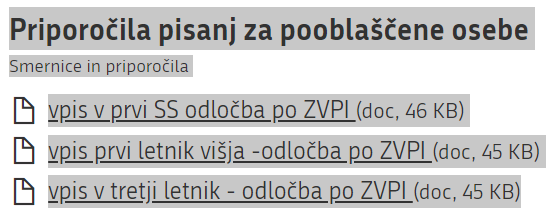 Priporočila pisanj za pooblaščene osebe
Smernice in priporočila
vpis v prvi SS odločba po ZVPI (doc, 46 KB)
vpis prvi letnik višja -odločba po ZVPI (doc, 45 KB)
vpis v tretji letnik - odločba po ZVPI (doc, 45 KB)